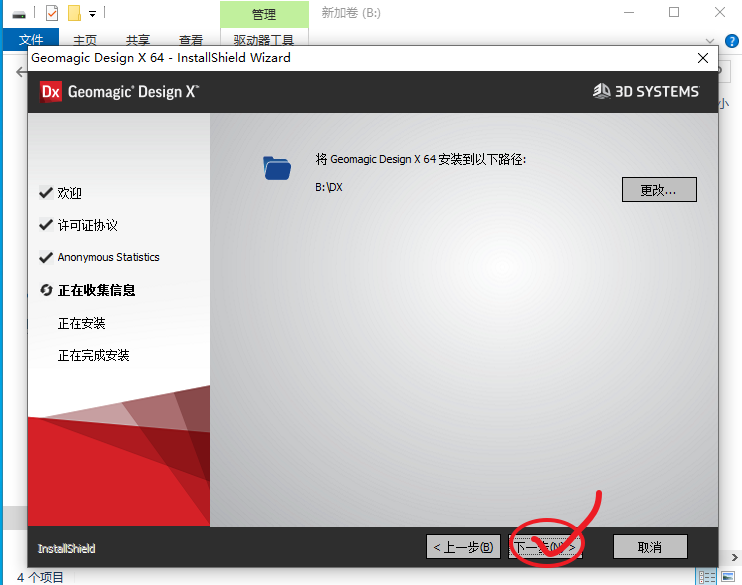 管理
新加卷 (B:)
文件
主页
共享
查看
驱动器工具
Geomagic Design X 64 - InstallShield Wizard
Dx Geomagic® Design X™
3D SYSTEMS
小
将 Geomagic Design X 64 安装到以下路径:
B:\DX
更改...
欢迎
许可证协议
Anonymous Statistics
正在收集信息
正在安装
正在完成安装
InstallShield
< 上一步(B)
下一步(N) >
取消
4 个项目